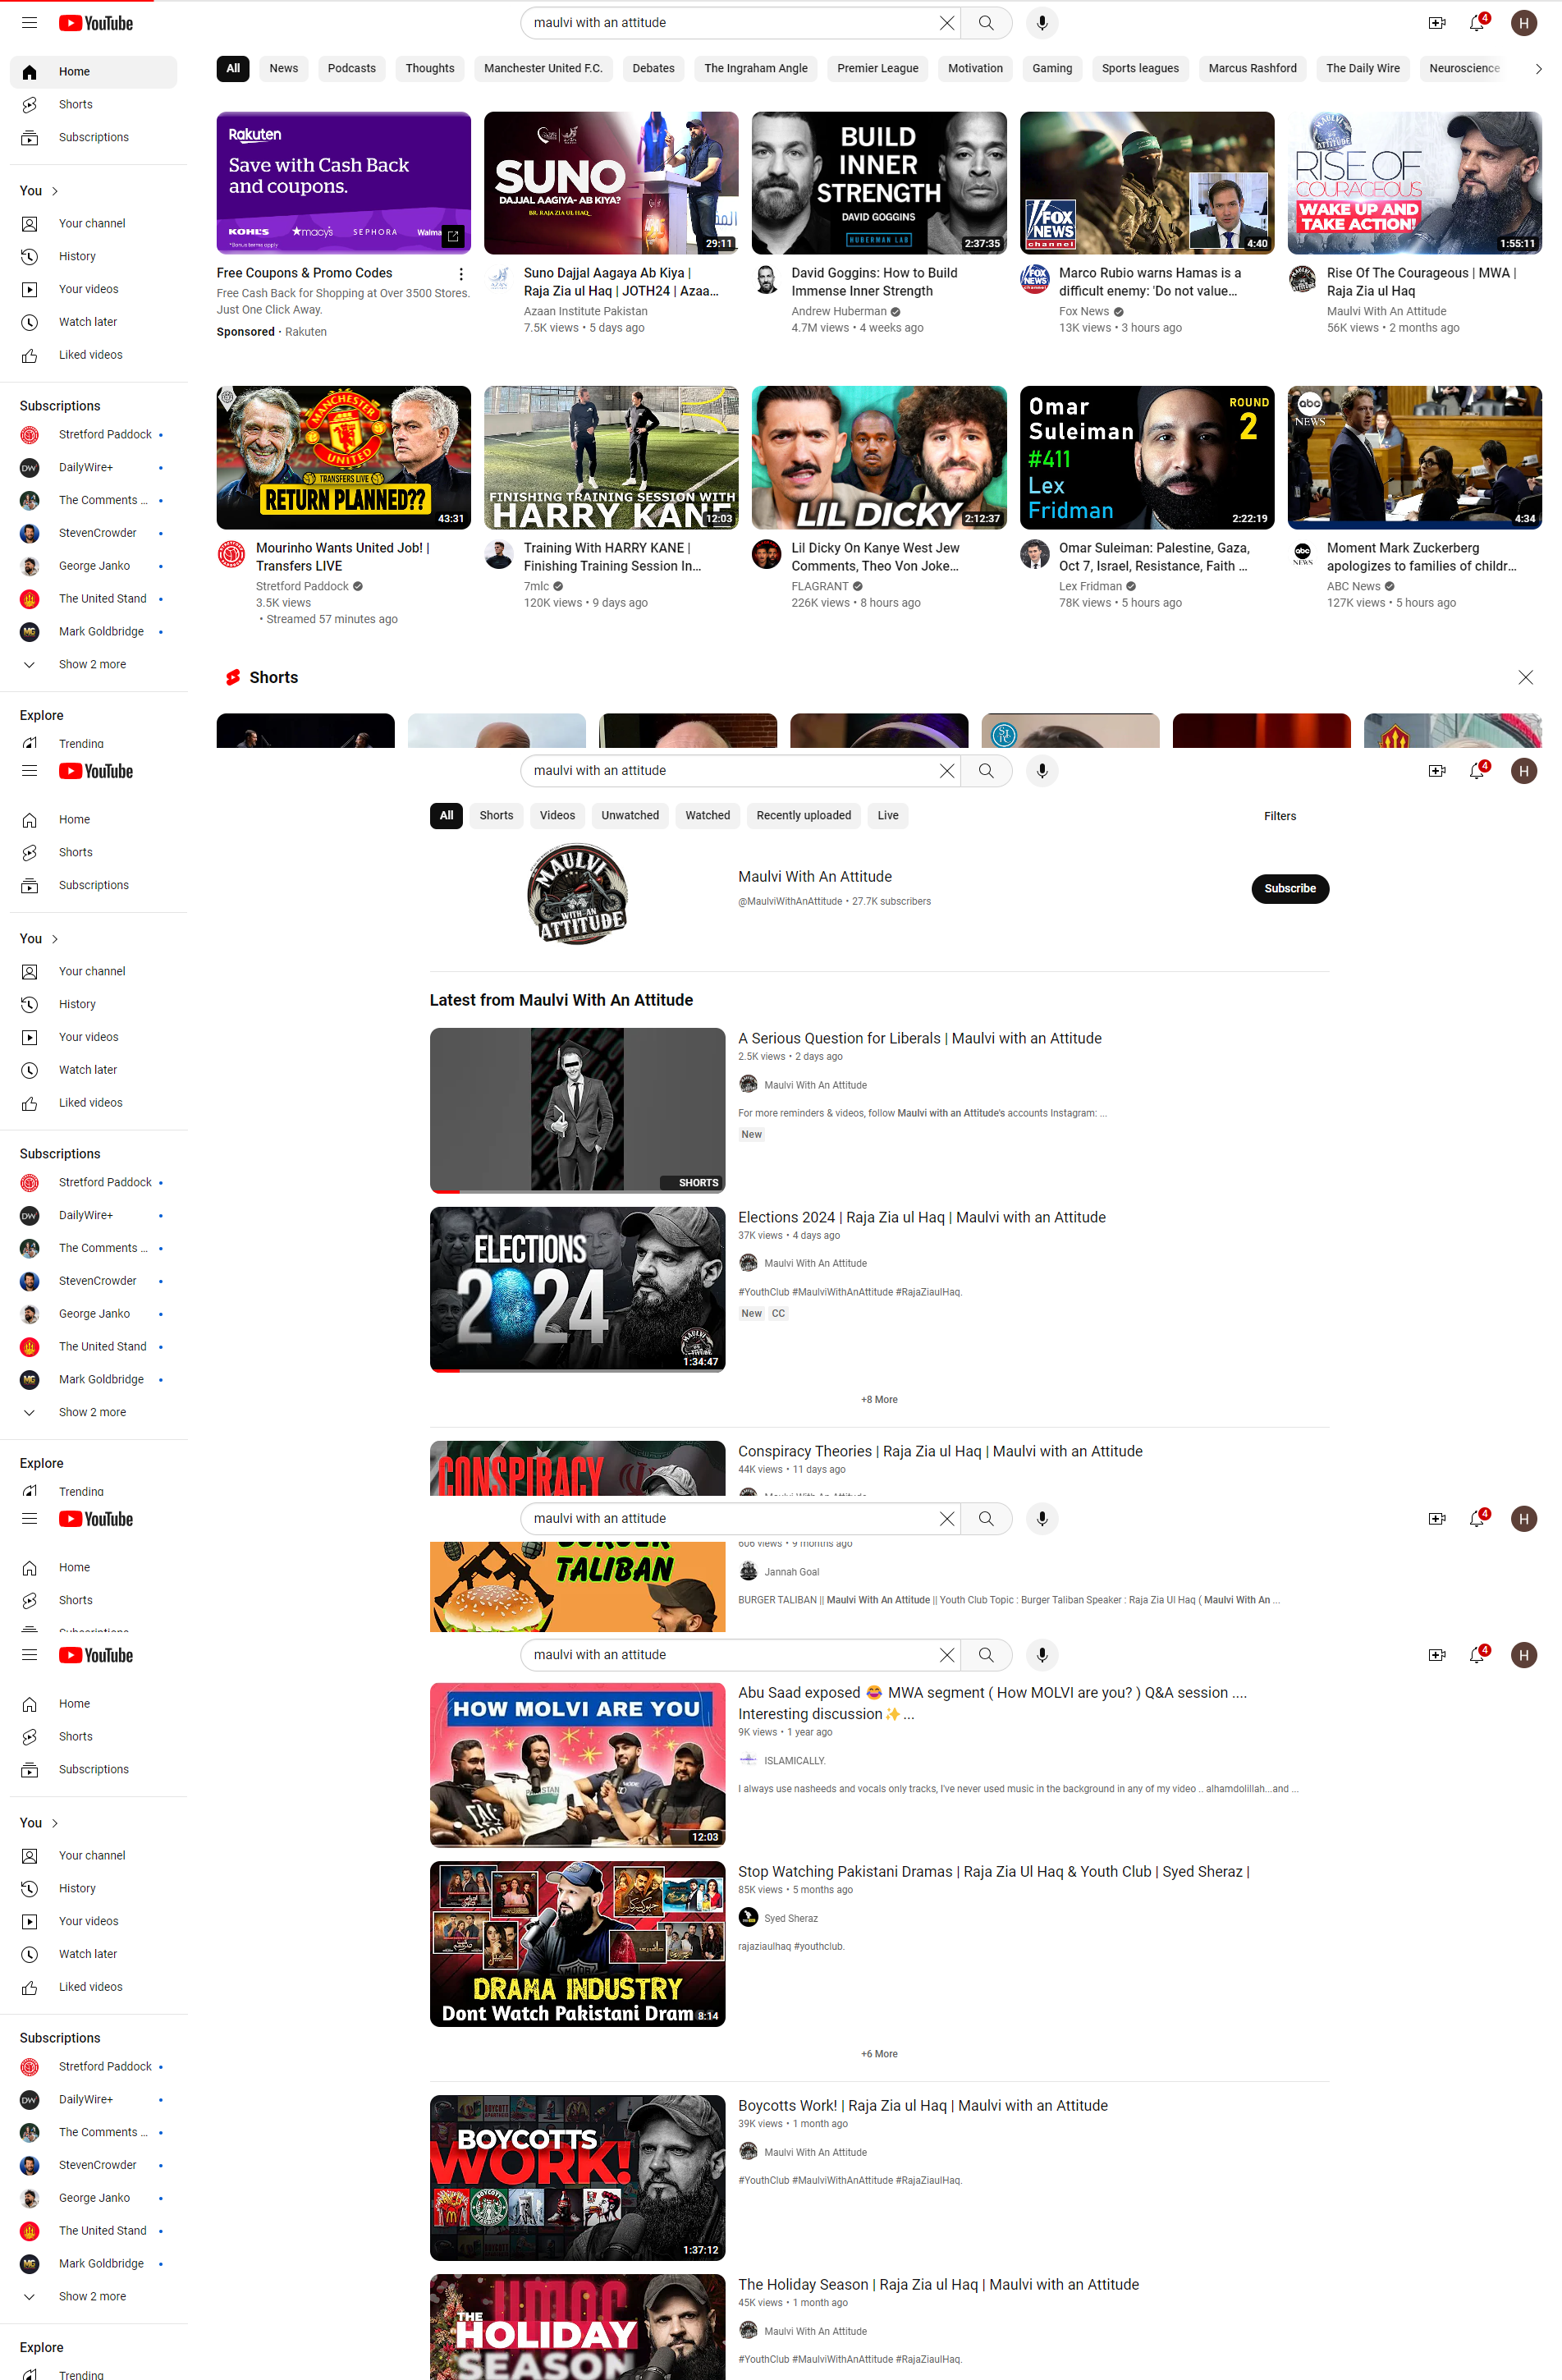 YouTube
maulvi with an attitude
4
H
Home
Shorts
Subscriptions
You
Your channel
History
Your videos
Watch later
Liked videos
Subscriptions
Stretford Paddock
DailyWire+
The Comments ...
StevenCrowder
George Janko
The United Stand
Mark Goldbridge
Show 2 more
Explore
Trending
All
News
Podcasts
Thoughts
Manchester United F.C.
Debates
The Ingraham Angle
Premier League
Motivation
Gaming
Sports leagues
Marcus Rashford
The Daily Wire
Neuroscience
Rakuten
Save with Cash Back
and coupons.
KOHL'S
macy's
SEPHORA
Walma
*Bonus terms apply
Free Coupons & Promo Codes
Free Cash Back for Shopping at Over 3500 Stores.
Just One Click Away.
Sponsored • Rakuten
SUNO
DAJJAL AAGIYA- AB KIYA?
BR. RAJA ZIA UL HAQ
29:11
Suno Dajjal Aagaya Ab Kiya |
Raja Zia ul Haq | JOTH24 | Azaa...
Azaan Institute Pakistan
7.5K views • 5 days ago
BUILD
INNER
STRENGTH
DAVID GOGGINS
HUBERMAN LAB
2:37:35
David Goggins: How to Build
Immense Inner Strength
Andrew Huberman
4.7M views • 4 weeks ago
FOX
NEWS
channel
4:40
FOX
NEWS
Marco Rubio warns Hamas is a
difficult enemy: 'Do not value...
Fox News
13K views • 3 hours ago
MAULVI
ATTITUDE
RISE OF
COURAGEOUS
WAKE UP AND
TAKE ACTION!
1:55:11
Rise Of The Courageous | MWA |
Raja Zia ul Haq
Maulvi With An Attitude
56K views • 2 months ago
MANCHESTER
UNITED
TRANSFERS LIVE
RETURN PLANNED??
43:31
Mourinho Wants United Job! |
Transfers LIVE
Stretford Paddock
3.5K views
• Streamed 57 minutes ago
FINISHING TRAINING SESSION WITH
HARRY KANE
12:03
Training With HARRY KANE |
Finishing Training Session In...
7mlc
120K views • 9 days ago
LIL DICKY
2:12:37
Lil Dicky On Kanye West Jew
Comments, Theo Von Joke...
FLAGRANT
226K views • 8 hours ago
Omar
Suleiman
#411
Lex
Fridman
ROUND
2
2:22:19
Omar Suleiman: Palestine, Gaza,
Oct 7, Israel, Resistance, Faith ...
Lex Fridman
78K views • 5 hours ago
abc
NEWS
4:34
abc
NEWS
Moment Mark Zuckerberg
apologizes to families of childr...
ABC News
127K views • 5 hours ago
Shorts
YouTube
maulvi with an attitude
4
H
Home
Shorts
Subscriptions
You
Your channel
History
Your videos
Watch later
Liked videos
Subscriptions
Stretford Paddock
DailyWire+
The Comments ...
StevenCrowder
George Janko
The United Stand
Mark Goldbridge
Show 2 more
Explore
Trending
All
Shorts
Videos
Unwatched
Watched
Recently uploaded
Live
Filters
MAULVI
WITH AN
ATTITUDE
Maulvi With An Attitude
@MaulviWithAnAttitude • 27.7K subscribers
Subscribe
Latest from Maulvi With An Attitude
SHORTS
A Serious Question for Liberals | Maulvi with an Attitude
2.5K views • 2 days ago
Maulvi With An Attitude
For more reminders & videos, follow Maulvi with an Attitude's accounts Instagram: ...
New
ELECTIONS
2024
1:34:47
Elections 2024 | Raja Zia ul Haq | Maulvi with an Attitude
37K views • 4 days ago
Maulvi With An Attitude
#YouthClub #MaulviWithAnAttitude #RajaZiaulHaq.
New CC
+8 More
CONSPIRACY
Conspiracy Theories | Raja Zia ul Haq | Maulvi with an Attitude
44K views • 11 days ago
Maulvi With An Attitude
YouTube
maulvi with an attitude
4
H
Home
Shorts
Subscriptions
BURGER
TALIBAN
606 views • 9 months ago
Jannah Goal
BURGER TALIBAN || Maulvi With An Attitude || Youth Club Topic : Burger Taliban Speaker : Raja Zia Ul Haq ( Maulvi With An ...
YouTube
maulvi with an attitude
4
H
Home
Shorts
Subscriptions
You
Your channel
History
Your videos
Watch later
Liked videos
Subscriptions
Stretford Paddock
DailyWire+
The Comments ...
StevenCrowder
George Janko
The United Stand
Mark Goldbridge
Show 2 more
Explore
Trending
HOW MOLVI ARE YOU
12:03
Abu Saad exposed 😂 MWA segment ( How MOLVI are you? ) Q&A session ....
Interesting discussion✨...
9K views • 1 year ago
ISLAMICALLY.
I always use nasheeds and vocals only tracks, I've never used music in the background in any of my video .. alhamdolillah...and ...
DRAMA INDUSTRY
Dont Watch Pakistani Dram
8:14
Stop Watching Pakistani Dramas | Raja Zia Ul Haq & Youth Club | Syed Sheraz |
85K views • 5 months ago
Syed Sheraz
rajaziaulhaq #youthclub.
+6 More
BOYCOTTS
WORK!
1:37:12
Boycotts Work! | Raja Zia ul Haq | Maulvi with an Attitude
39K views • 1 month ago
Maulvi With An Attitude
#YouthClub #MaulviWithAnAttitude #RajaZiaulHaq.
THE
HOLIDAY
SEASON
The Holiday Season | Raja Zia ul Haq | Maulvi with an Attitude
45K views • 1 month ago
Maulvi With An Attitude
#YouthClub #MaulviWithAnAttitude #RajaZiaulHaq.